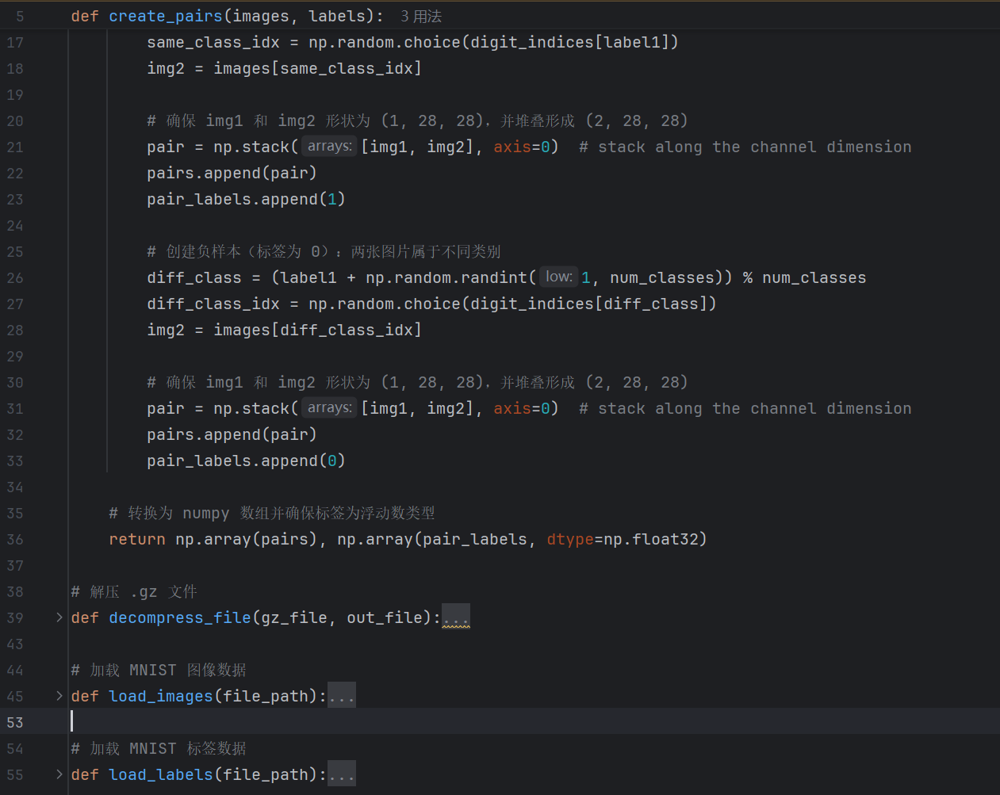 5 def create_pairs(images, labels): 3 用法
17 same_class_idx = np.random.choice(digit_indices[label1])
18 img2 = images[same_class_idx]
19
20 # 确保 img1 和 img2 形状为 (1, 28, 28)，并堆叠形成 (2, 28, 28)
21 pair = np.stack( arrays: [img1, img2], axis=0)  # stack along the channel dimension
22 pairs.append(pair)
23 pair_labels.append(1)
24
25 # 创建负样本（标签为 0）：两张图片属于不同类别
26 diff_class = (label1 + np.random.randint( low: 1, num_classes)) % num_classes
27 diff_class_idx = np.random.choice(digit_indices[diff_class])
28 img2 = images[diff_class_idx]
29
30 # 确保 img1 和 img2 形状为 (1, 28, 28)，并堆叠形成 (2, 28, 28)
31 pair = np.stack( arrays: [img1, img2], axis=0)  # stack along the channel dimension
32 pairs.append(pair)
33 pair_labels.append(0)
34
35 # 转换为 numpy 数组并确保标签为浮动数类型
36 return np.array(pairs), np.array(pair_labels, dtype=np.float32)
37
38 # 解压 .gz 文件
39 def decompress_file(gz_file, out_file):...
43
44 # 加载 MNIST 图像数据
45 def load_images(file_path):...
53
54 # 加载 MNIST 标签数据
55 def load_labels(file_path):...